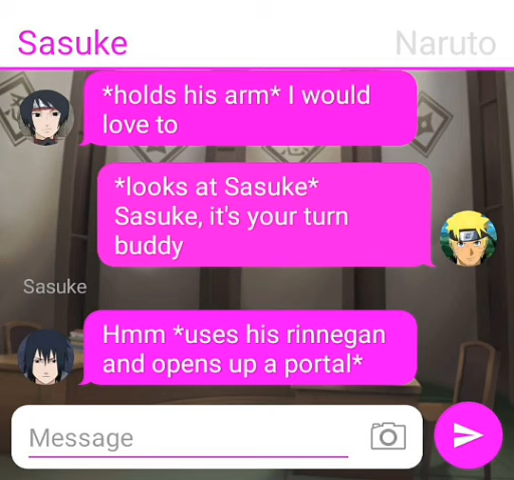 Sasuke Naruto
*holds his arm* I would
love to
*looks at Sasuke*
Sasuke, it's your turn
buddy
Sasuke
Hmm *uses his rinnegan
and opens up a portal*
Message